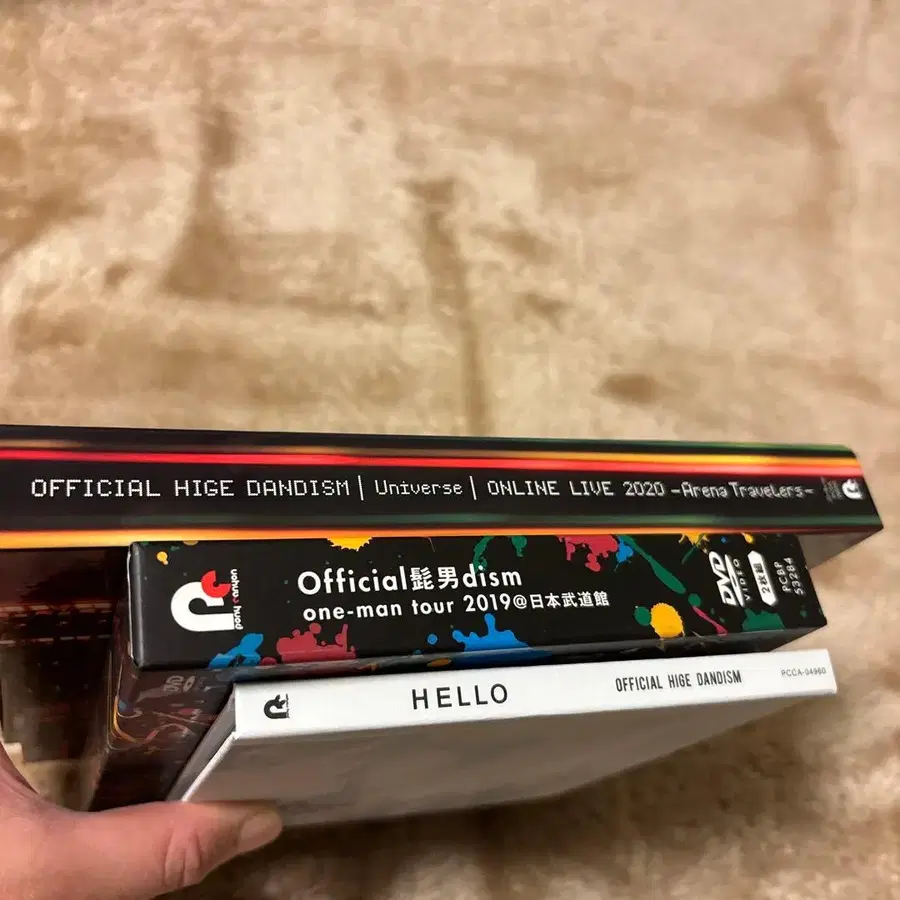 OFFICIAL HIGE DANDISM | Universe | ONLINE LIVE 2020 -Arena Travelers-
Official髭男dism
one-man tour 2019@日本武道館
DVD
VIDEO
2枚組
PCBP
53284
HELLO
OFFICIAL HIGE DANDISM
PCCA-04960